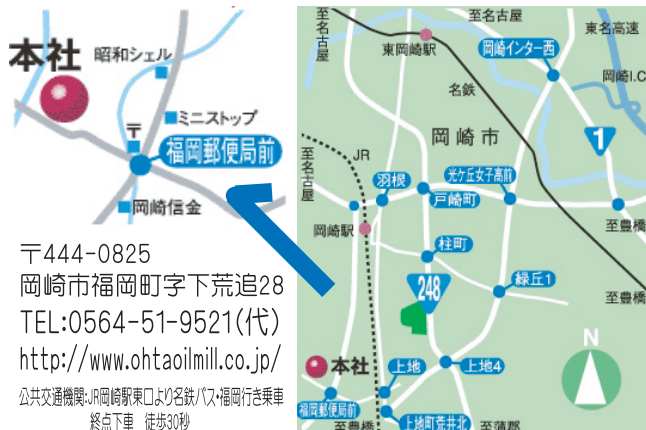 本社
昭和シェル
ミニストップ
〒
福岡郵便局前
岡崎信金
〒444-0825
岡崎市福岡町字下荒追28
TEL:0564-51-9521(代)
http://www.ohtaoilmill.co.jp/
公共交通機関:JR岡崎駅東口より名鉄バス・福岡行き乗車
終点下車 徒歩30秒
至名古屋
至名古屋
東名高速
東岡崎駅
岡崎インター西
岡崎I.C
名鉄
岡崎市
1
至名古屋
JR
羽根
光ケ丘女子高前
戸崎町
至豊橋
岡崎駅
柱町
248
緑丘1
至豊橋
N
本社
上地
上地4
福岡郵便局前
上地町荒井北
至豊橋
至蒲郡